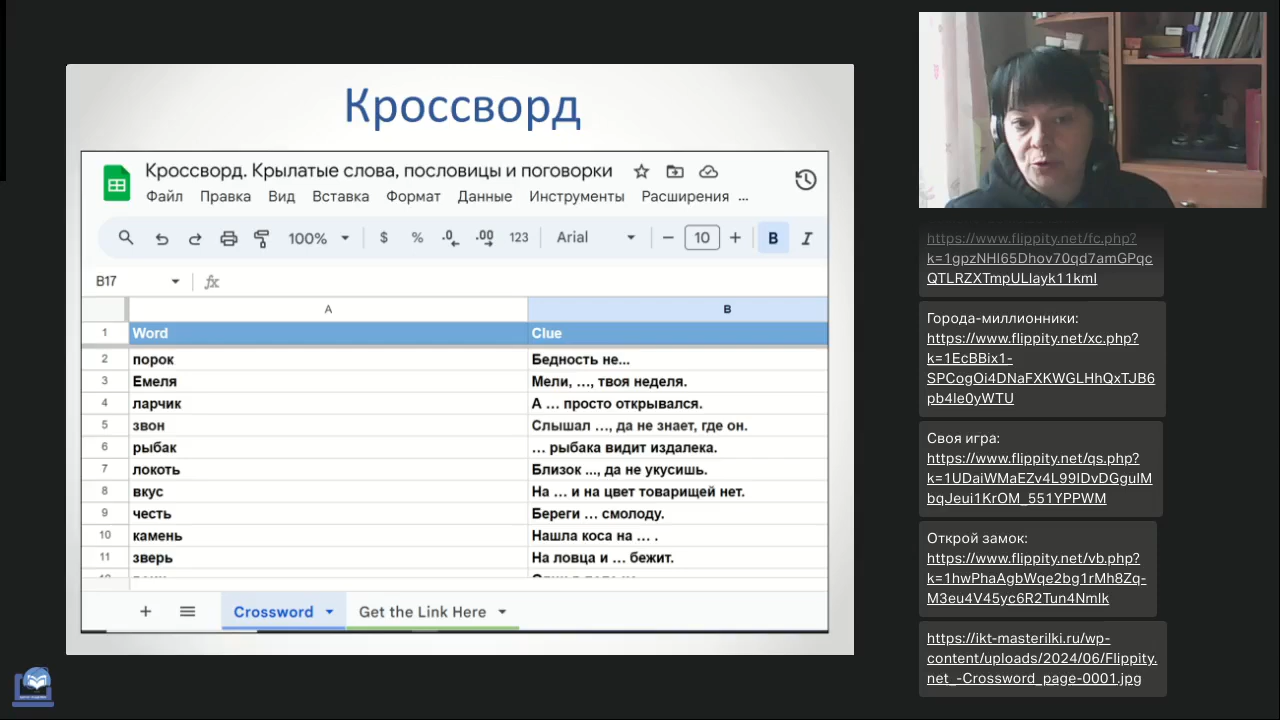 Кроссворд
Кроссворд. Крылатые слова, пословицы и поговорки
Файл Правка Вид Вставка Формат Данные Инструменты Расширения ...
100% $ % .0 .00 123 Arial 10 B I
B17 fx
A B
1 Word Clue
2 порок Бедность не...
3 Емеля Мели, …, твоя неделя.
4 ларчик А … просто открывался.
5 звон Слышал …, да не знает, где он.
6 рыбак … рыбака видит издалека.
7 локоть Близок ..., да не укусишь.
8 вкус На … и на цвет товарищей нет.
9 честь Береги … смолоду.
10 камень Нашла коса на … .
11 зверь На ловца и … бежит.
Crossword Get the Link Here
https://www.flippity.net/fc.php?
k=1gpzNHl65Dhov70qd7amGPqc
QTLRZXTmpULlayk11kmI
Города-миллионники:
https://www.flippity.net/xc.php?
k=1EcBBix1-
SPCogOi4DNaFXKWGLHhQxTJB6
pb4le0yWTU
Своя игра:
https://www.flippity.net/qs.php?
k=1UDaiWMaEZv4L99lDvDGgulM
bqJeui1KrOM_551YPPWM
Открой замок:
https://www.flippity.net/vb.php?
k=1hwPhaAgbWqe2bg1rMh8Zq-
M3eu4V45yc6R2Tun4Nmlk
https://ikt-masterilki.ru/wp-
content/uploads/2024/06/Flippity.
net_-Crossword_page-0001.jpg